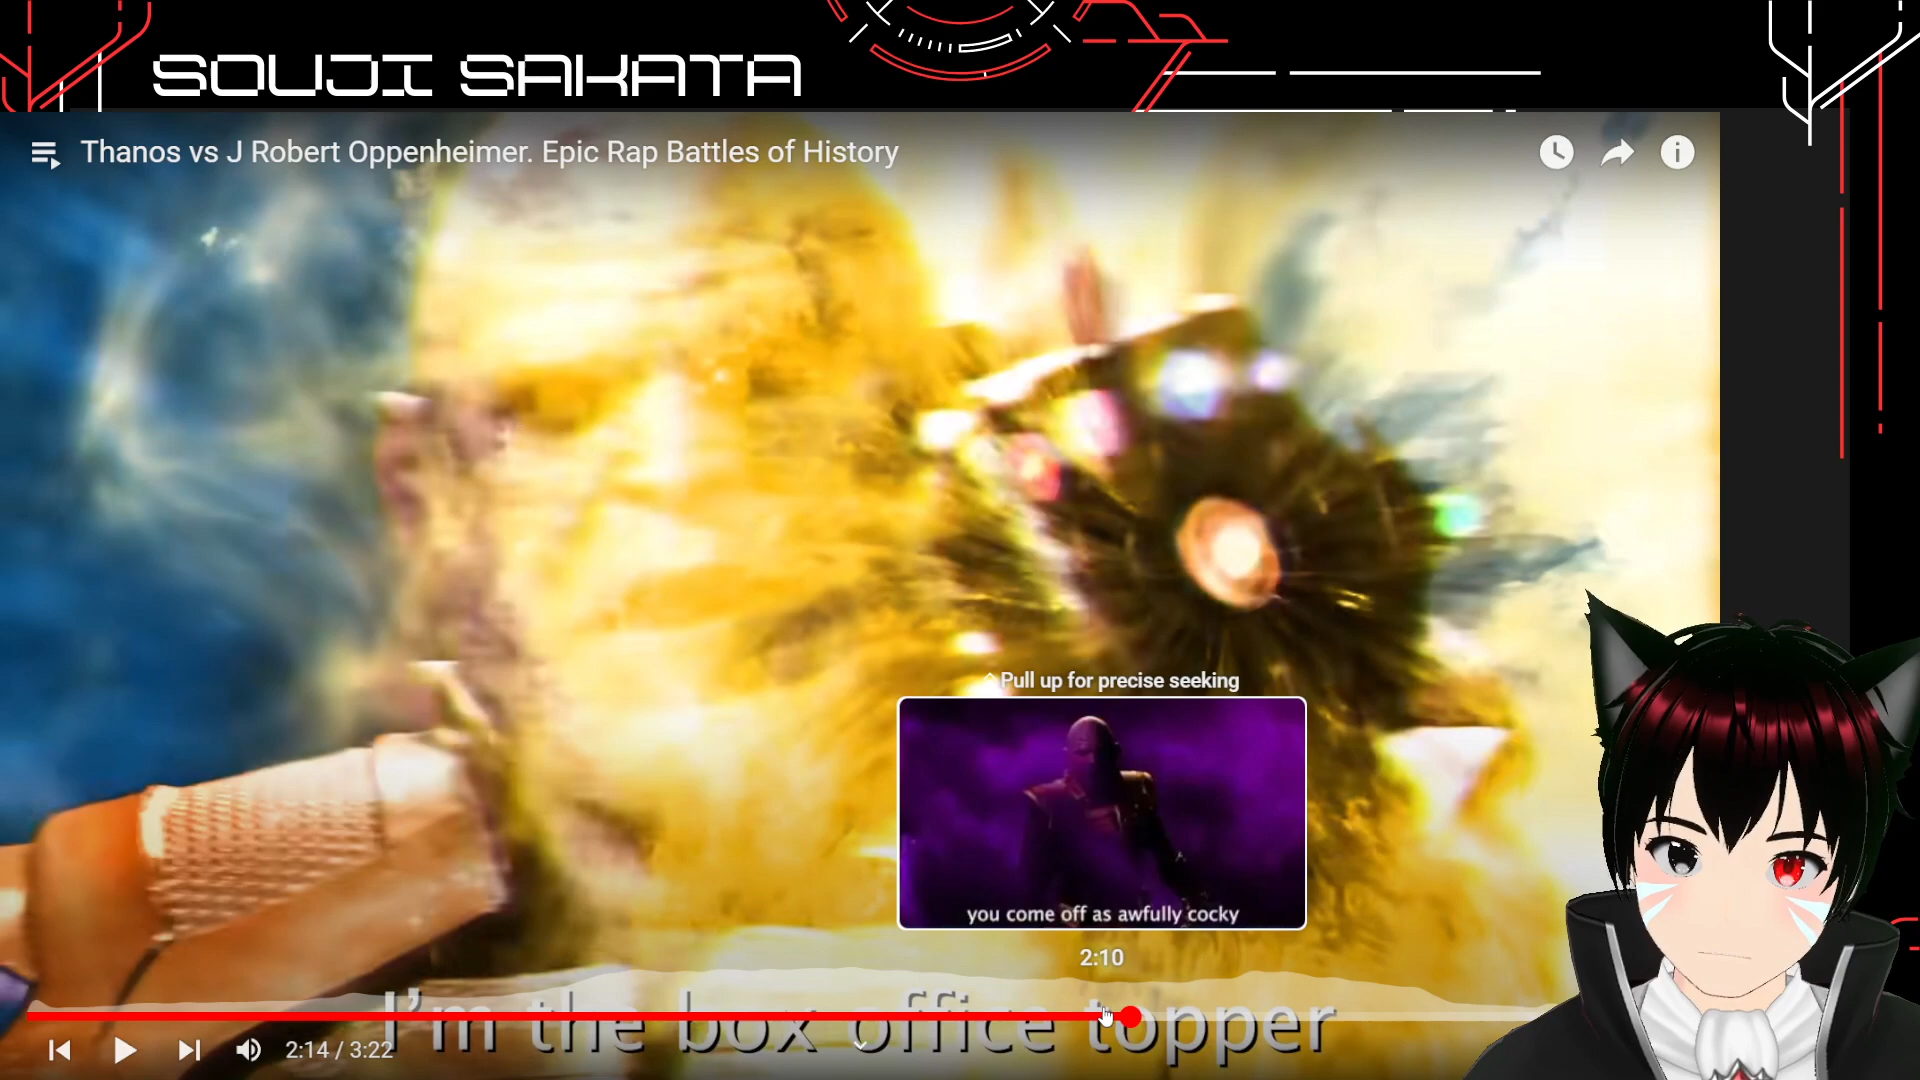 SOUJI SAKATA
Thanos vs J Robert Oppenheimer. Epic Rap Battles of History
Pull up for precise seeking
you come off as awfully cocky
2:10
I'm the box office topper
2:14 / 3:22